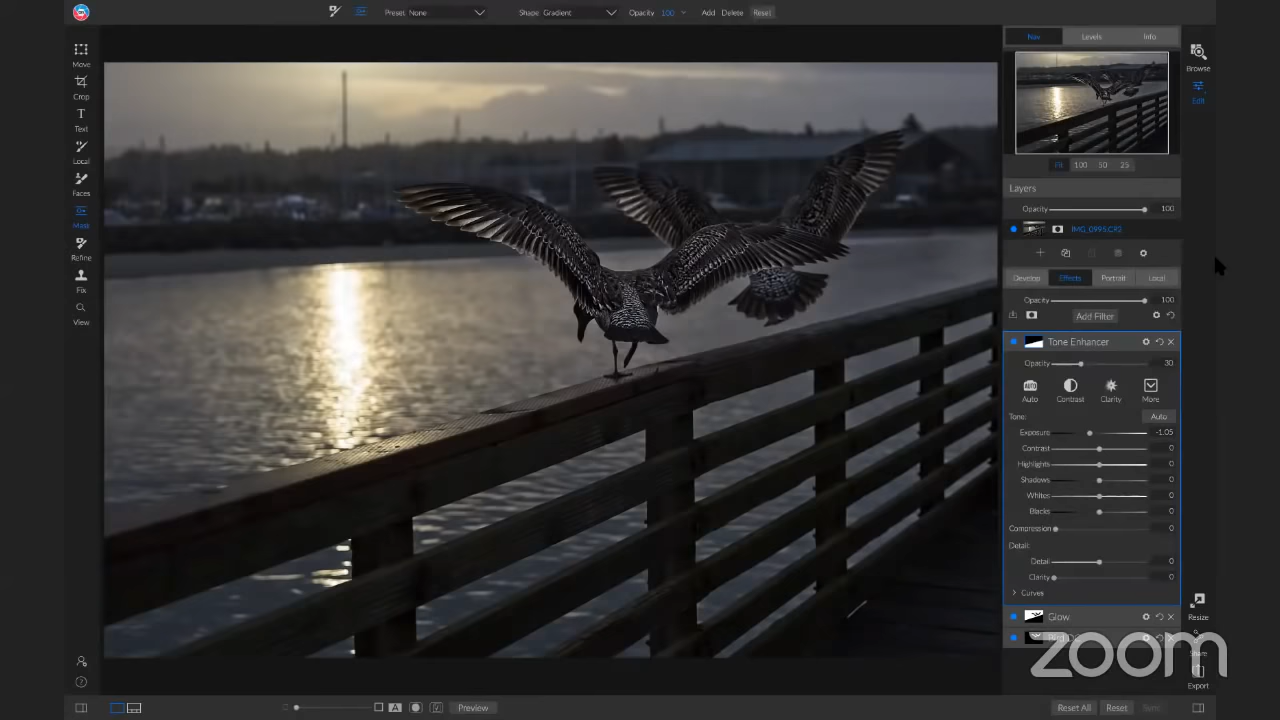 Preset None
Shape Gradient
Opacity 100
Add
Delete
Reset
Move
Crop
Text
Local
Faces
Mask
Refine
Fix
View
Nav
Levels
Info
FIT
100
50
25
Layers
Opacity 100
Develop
Effects
Portrait
Local
Opacity 100
Add Filter
Tone Enhancer
Opacity 30
AUTO
Auto
Contrast
Clarity
More
Tone:
Auto
Exposure -1.05
Contrast 0
Highlights 0
Shadows 0
Whites 0
Blacks 0
Compression 0
Detail:
Detail 0
Clarity 0
Curves
Glow
Browse
Edit
Resize
Share
Export
zoom
A
Preview
Reset All
Reset
Sync